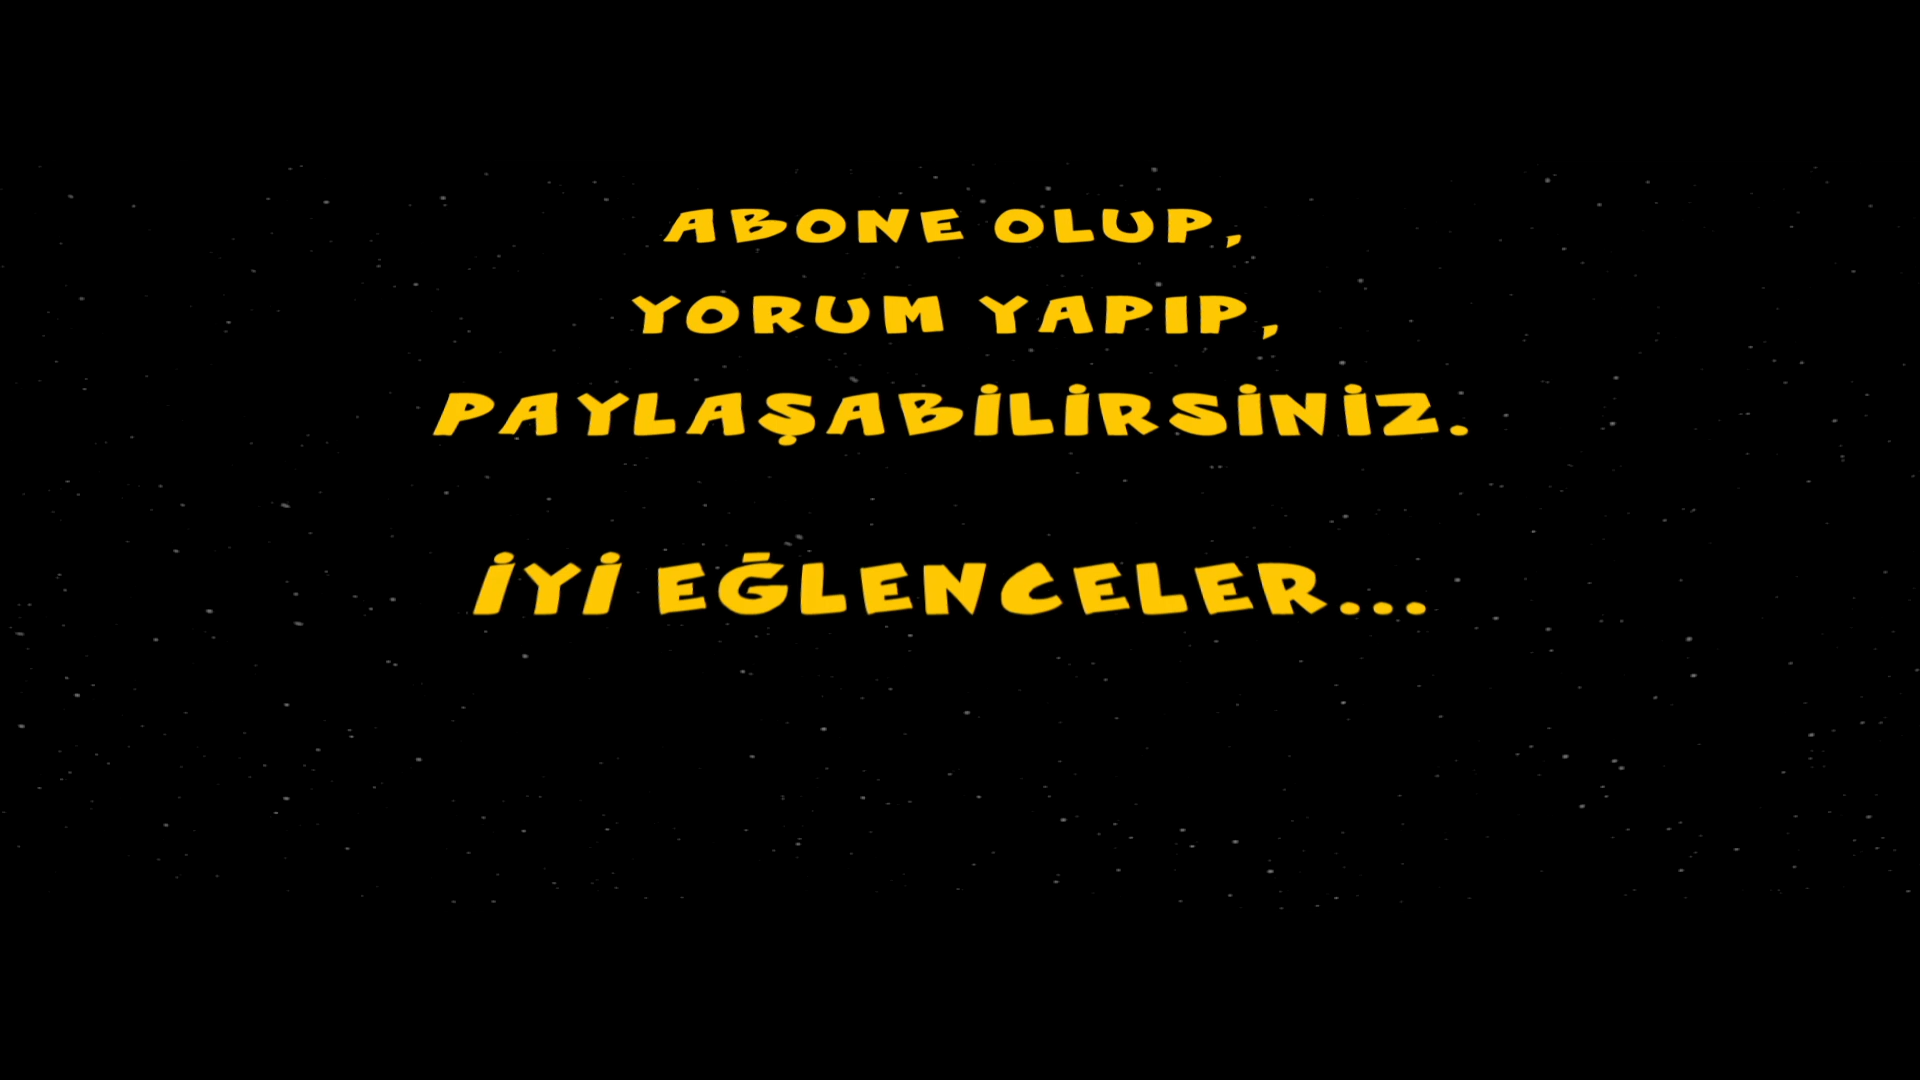 ABONE OLUP,
YORUM YAPIP,
PAYLAŞABİLİRSİNİZ.
İYİ EĞLENCELER...